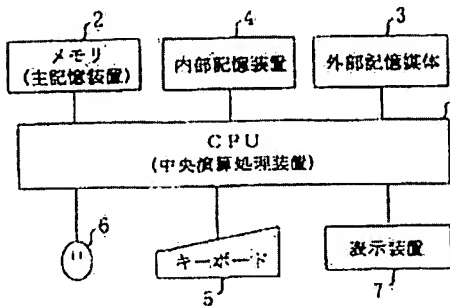 2
4
3
メモリ
(主記憶装置)
内部記憶装置
外部記憶媒体
CPU
(中央演算処理装置)
6
キーボード
5
表示装置
7